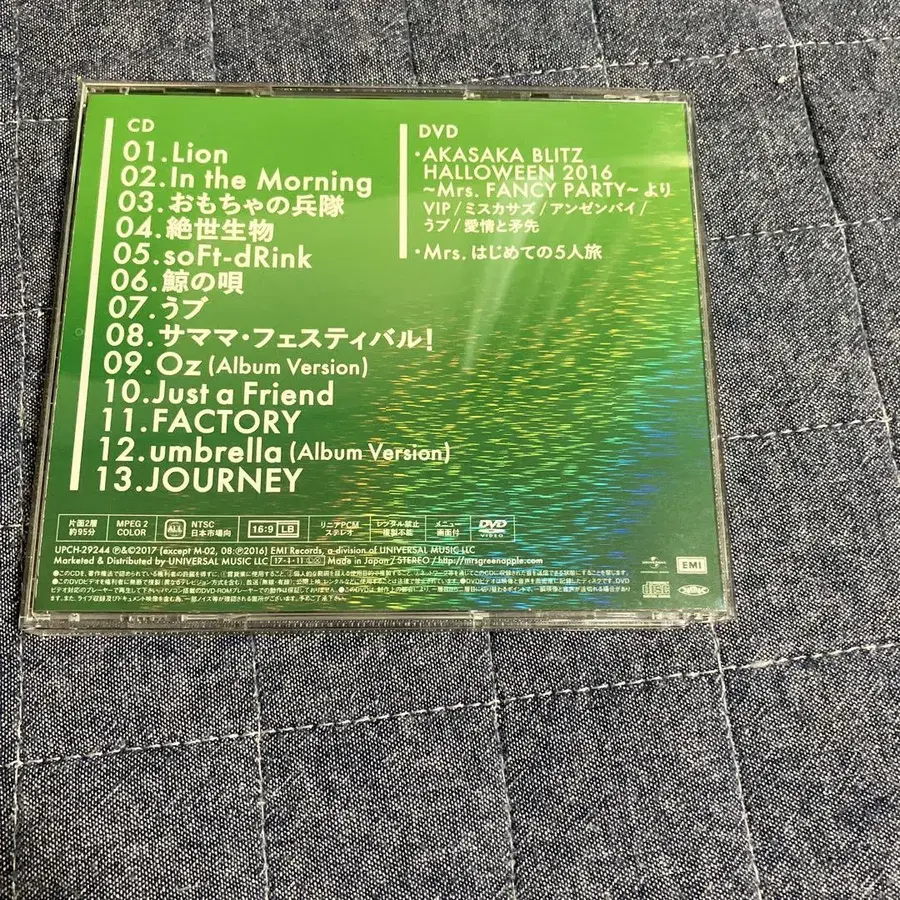 CD
01.Lion
02.In the Morning
03.おもちゃの兵隊
04.絶世生物
05.soFt-dRink
06.鯨の唄
07.うブ
08.サママ・フェスティバル!
09.Oz(Album Version)
10.Just a Friend
11.FACTORY
12.umbrella(Album Version)
13.JOURNEY
DVD
・AKASAKA BLITZ
HALLOWEEN 2016
~Mrs. FANCY PARTY~ より
VIP/ミスカサズ/アンゼンパイ/
うブ/愛情と矛先
・Mrs. はじめての5人旅
片面2層
約95分
MPEG 2
COLOR
ALL
NTSC
日本市場向
16:9 LB
リニアPCM
ステレオ
レンタル禁止
複製不能
メニュー
画面付
DVD
VIDEO
UPCH-29244 ℗&©2017 (except M-02, 08:℗2016) EMI Records, a division of UNIVERSAL MUSIC LLC
Marketed & Distributed by UNIVERSAL MUSIC LLC 17・1・11 Made in Japan/STEREO/http://mrsgreenapple.com
EMI